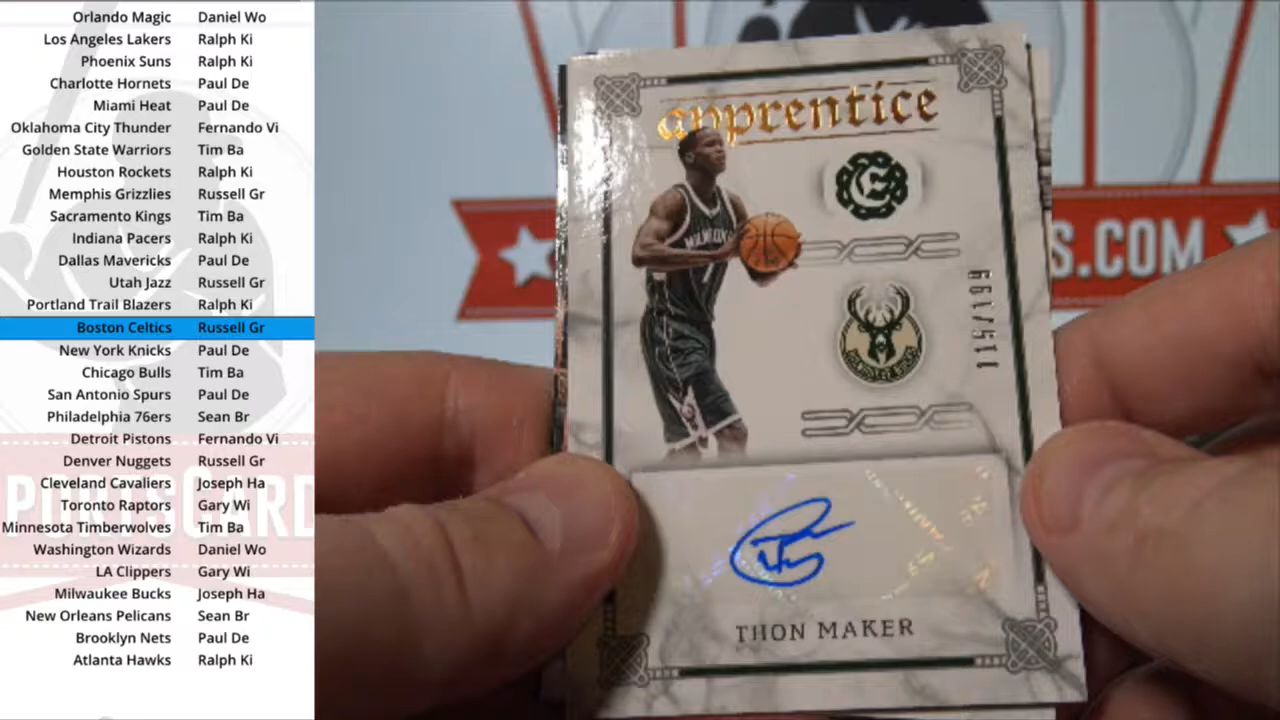 Orlando Magic Daniel Wo
Los Angeles Lakers Ralph Ki
Phoenix Suns Ralph Ki
Charlotte Hornets Paul De
Miami Heat Paul De
Oklahoma City Thunder Fernando Vi
Golden State Warriors Tim Ba
Houston Rockets Ralph Ki
Memphis Grizzlies Russell Gr
Sacramento Kings Tim Ba
Indiana Pacers Ralph Ki
Dallas Mavericks Paul De
Utah Jazz Russell Gr
Portland Trail Blazers Ralph Ki
Boston Celtics Russell Gr
New York Knicks Paul De
Chicago Bulls Tim Ba
San Antonio Spurs Paul De
Philadelphia 76ers Sean Br
Detroit Pistons Fernando Vi
Denver Nuggets Russell Gr
Cleveland Cavaliers Joseph Ha
Toronto Raptors Gary Wi
Minnesota Timberwolves Tim Ba
Washington Wizards Daniel Wo
LA Clippers Gary Wi
Milwaukee Bucks Joseph Ha
New Orleans Pelicans Sean Br
Brooklyn Nets Paul De
Atlanta Hawks Ralph Ki
apprentice
115/199
THON MAKER
S.COM